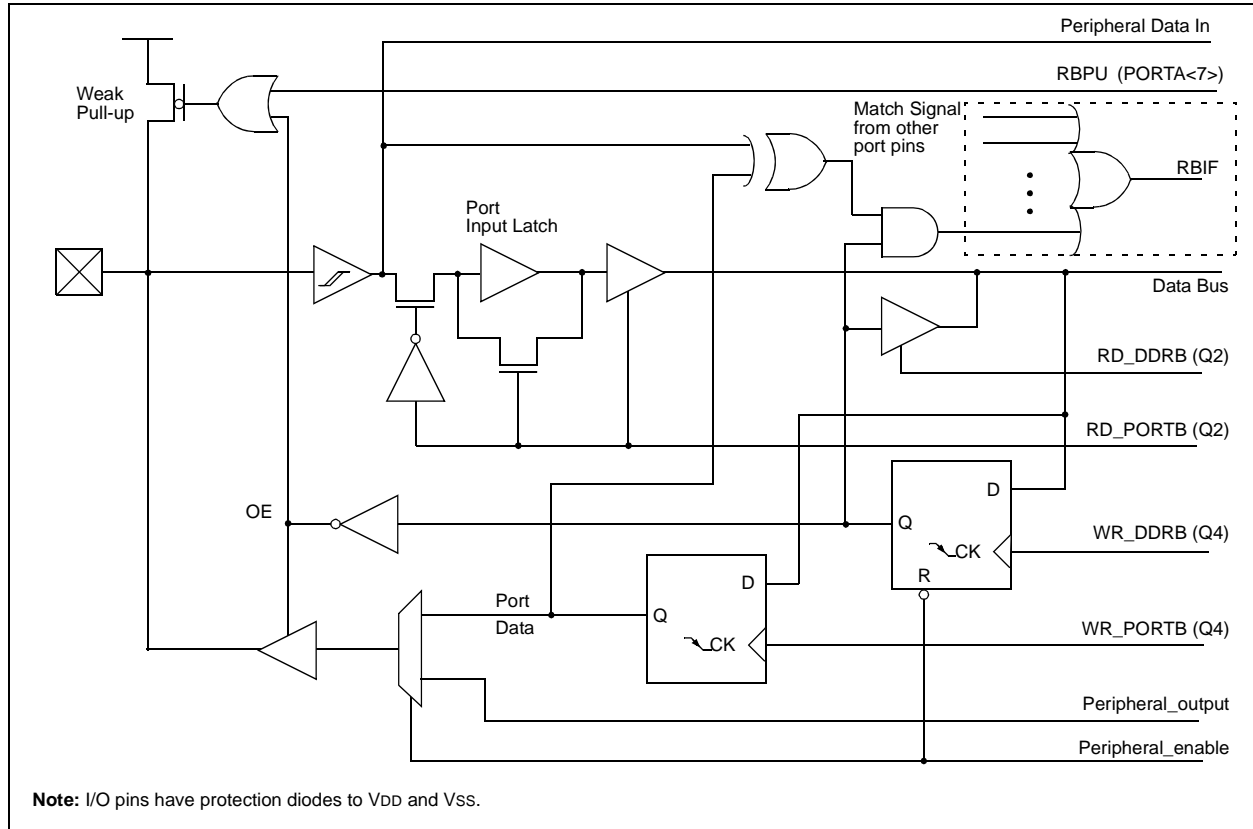 Peripheral Data In
RBPU (PORTA<7>)
Weak
Pull-up
Match Signal
from other
port pins
RBIF
Port
Input Latch
Data Bus
RD_DDRB (Q2)
RD_PORTB (Q2)
D
OE
Q
CK
WR_DDRB (Q4)
R
D
Port
Data
Q
CK
WR_PORTB (Q4)
Peripheral_output
Peripheral_enable
Note: I/O pins have protection diodes to VDD and VSS.